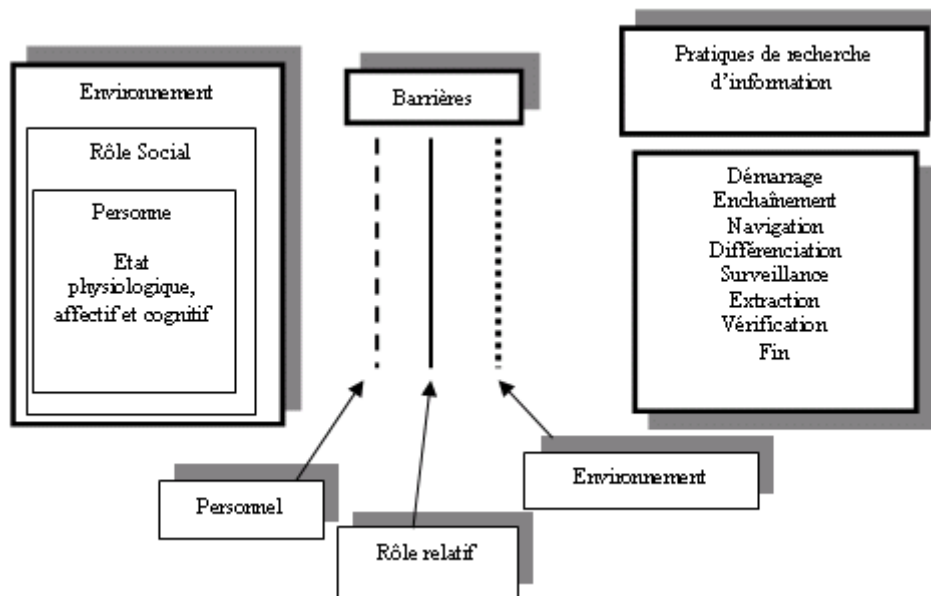 Environnement
Rôle Social
Personne
Etat
physiologique,
affectif et cognitif
Barrières
Pratiques de recherche
d'information
Démarrage
Enchaînement
Navigation
Différenciation
Surveillance
Extraction
Vérification
Fin
Personnel
Rôle relatif
Environnement